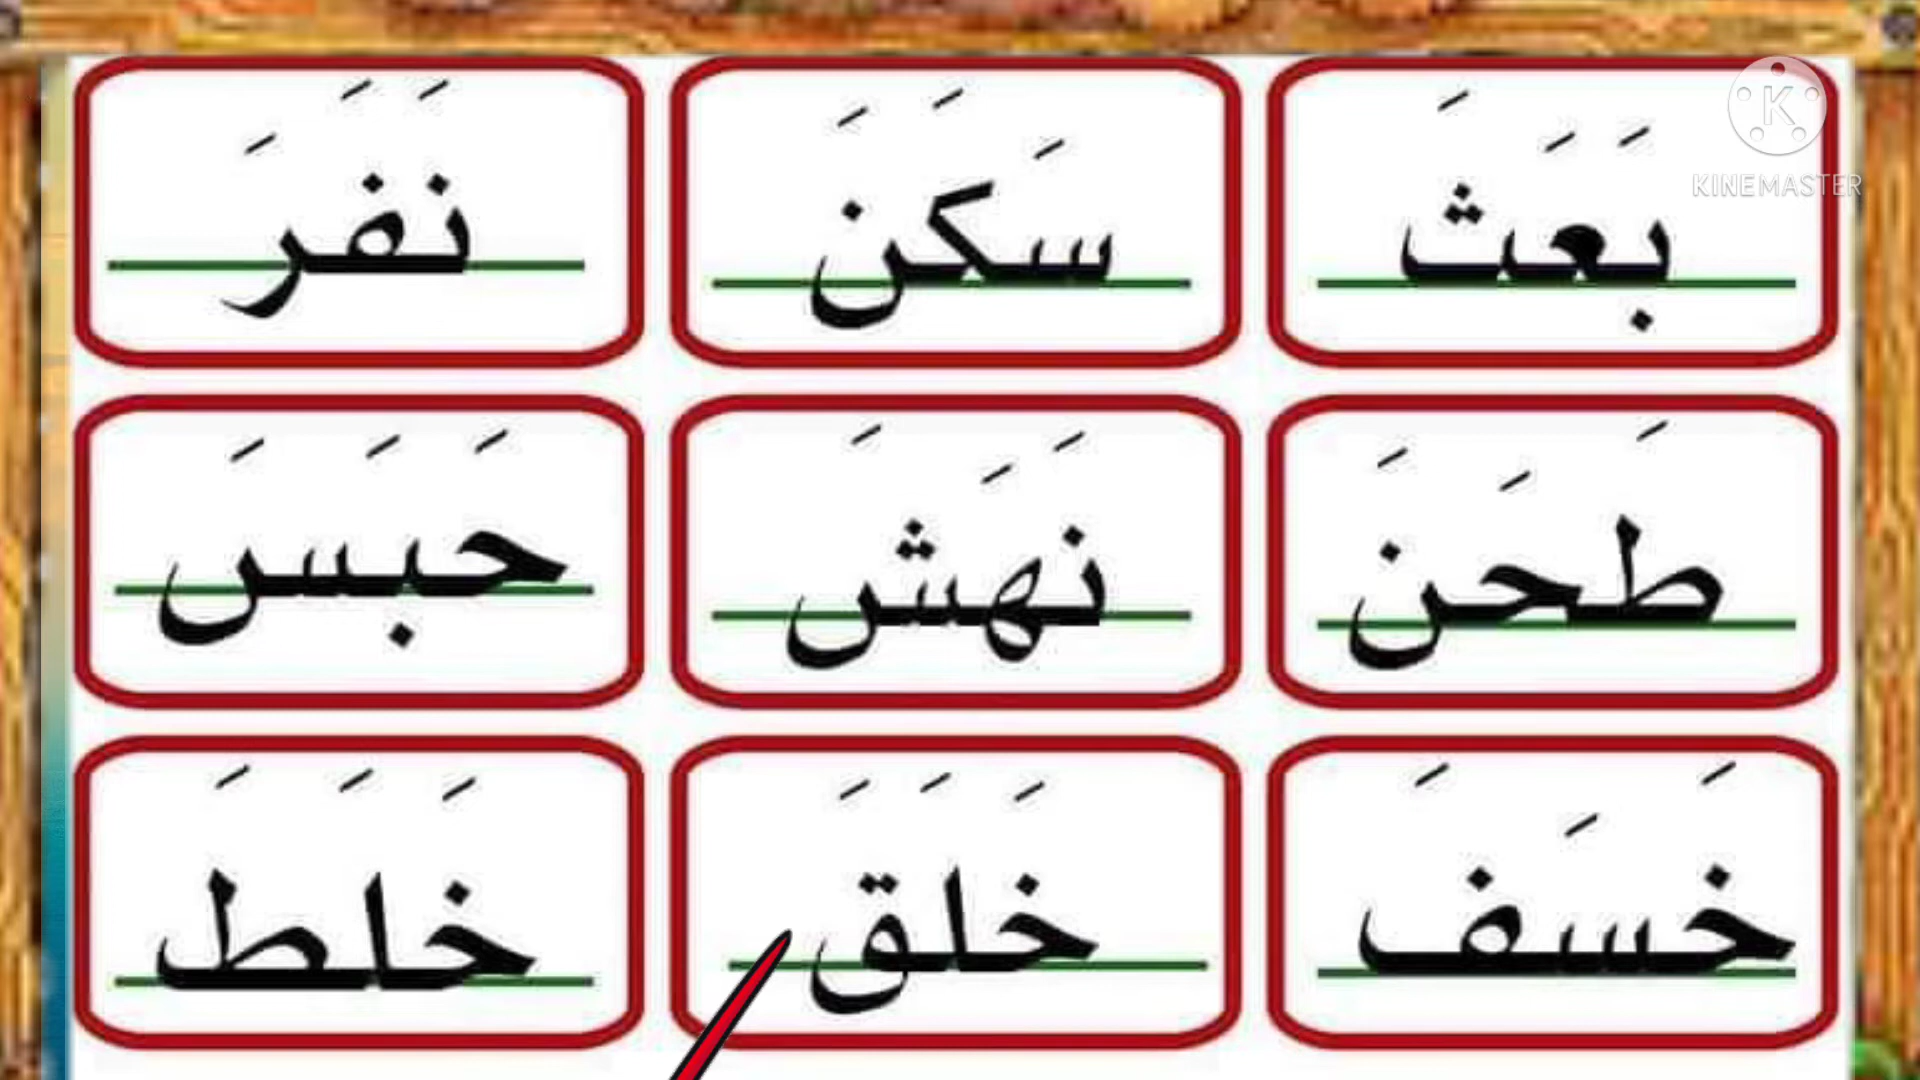 بَعَثَ سَكَنَ نَفَرَ
KINEMASTER
طَحَنَ نَهَشَ حَبَسَ
خَسَفَ خَلَقَ خَلَطَ